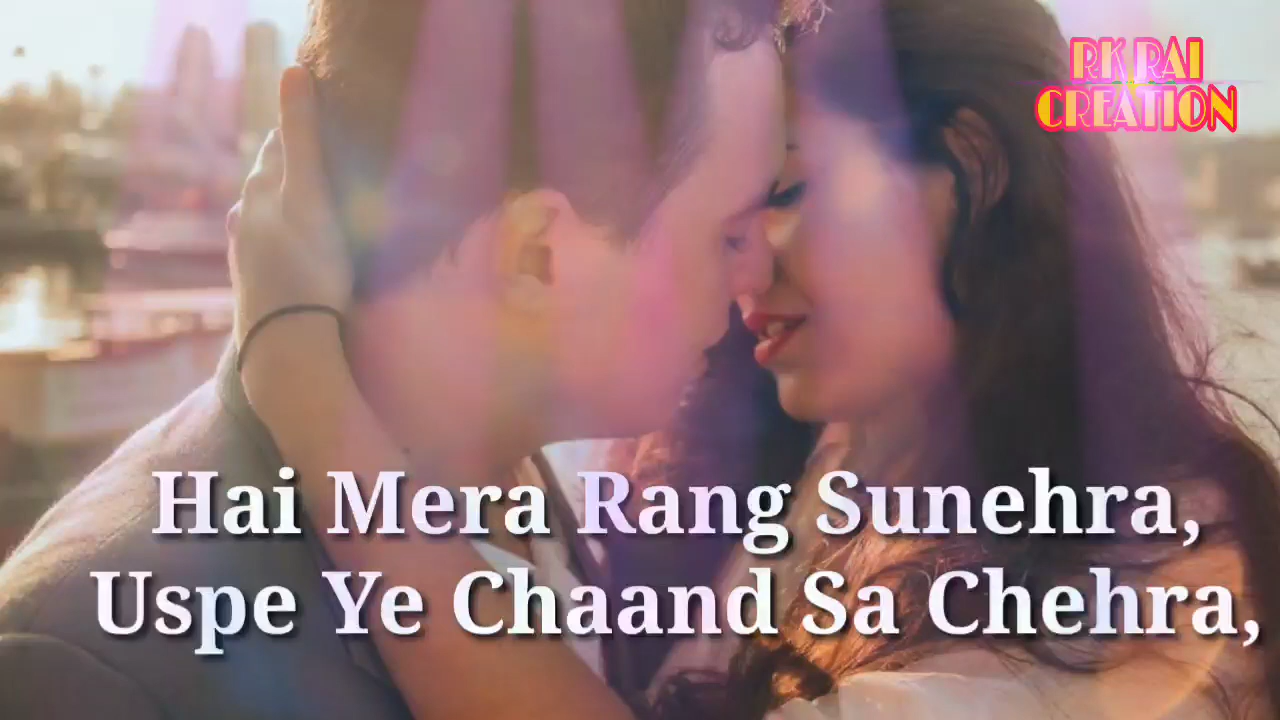 RK RAI
CREATION
Hai Mera Rang Sunehra,
Uspe Ye Chaand Sa Chehra,